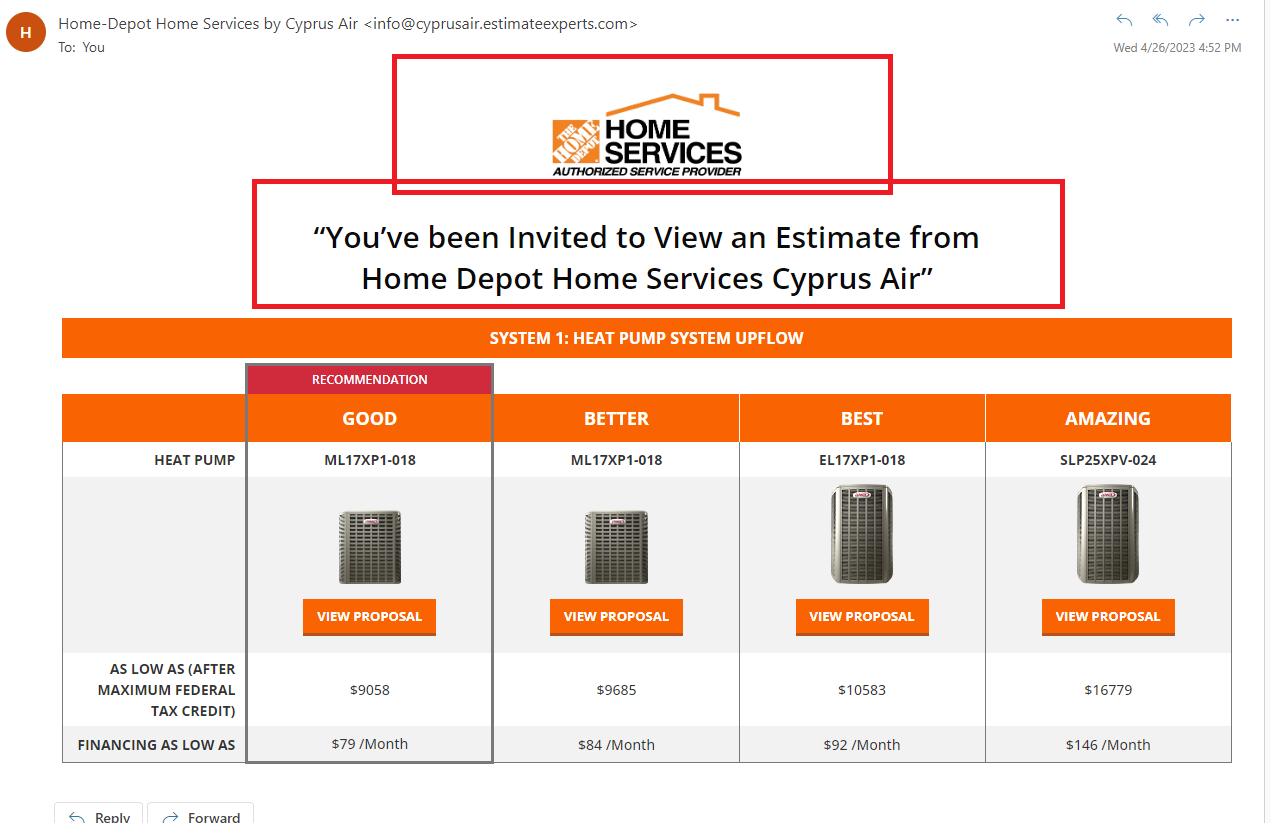 H
Home-Depot Home Services by Cyprus Air <info@cyprusair.estimateexperts.com>
To: You
Wed 4/26/2023 4:52 PM
THE HOME DEPOT
HOME
SERVICES
AUTHORIZED SERVICE PROVIDER
“You’ve been Invited to View an Estimate from
Home Depot Home Services Cyprus Air”
SYSTEM 1: HEAT PUMP SYSTEM UPFLOW
RECOMMENDATION
GOOD BETTER BEST AMAZING
HEAT PUMP ML17XP1-018 ML17XP1-018 EL17XP1-018 SLP25XPV-024
VIEW PROPOSAL VIEW PROPOSAL VIEW PROPOSAL VIEW PROPOSAL
AS LOW AS (AFTER
MAXIMUM FEDERAL $9058 $9685 $10583 $16779
TAX CREDIT)
FINANCING AS LOW AS $79 /Month $84 /Month $92 /Month $146 /Month
Reply Forward